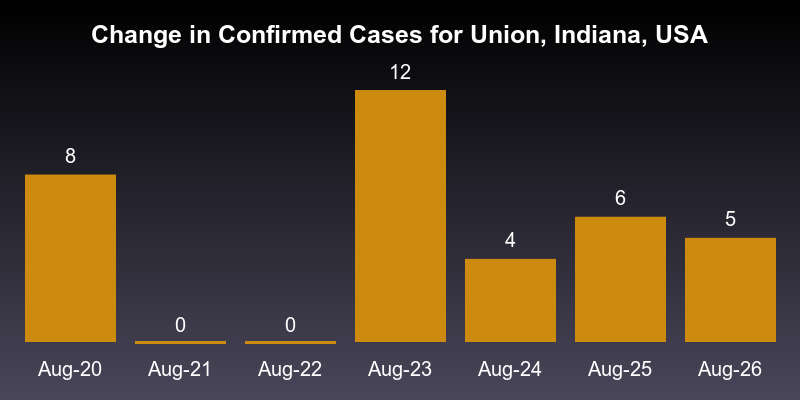 Change in Confirmed Cases for Union, Indiana, USA
12
8
6
5
4
0
0
Aug-20
Aug-21
Aug-22
Aug-23
Aug-24
Aug-25
Aug-26